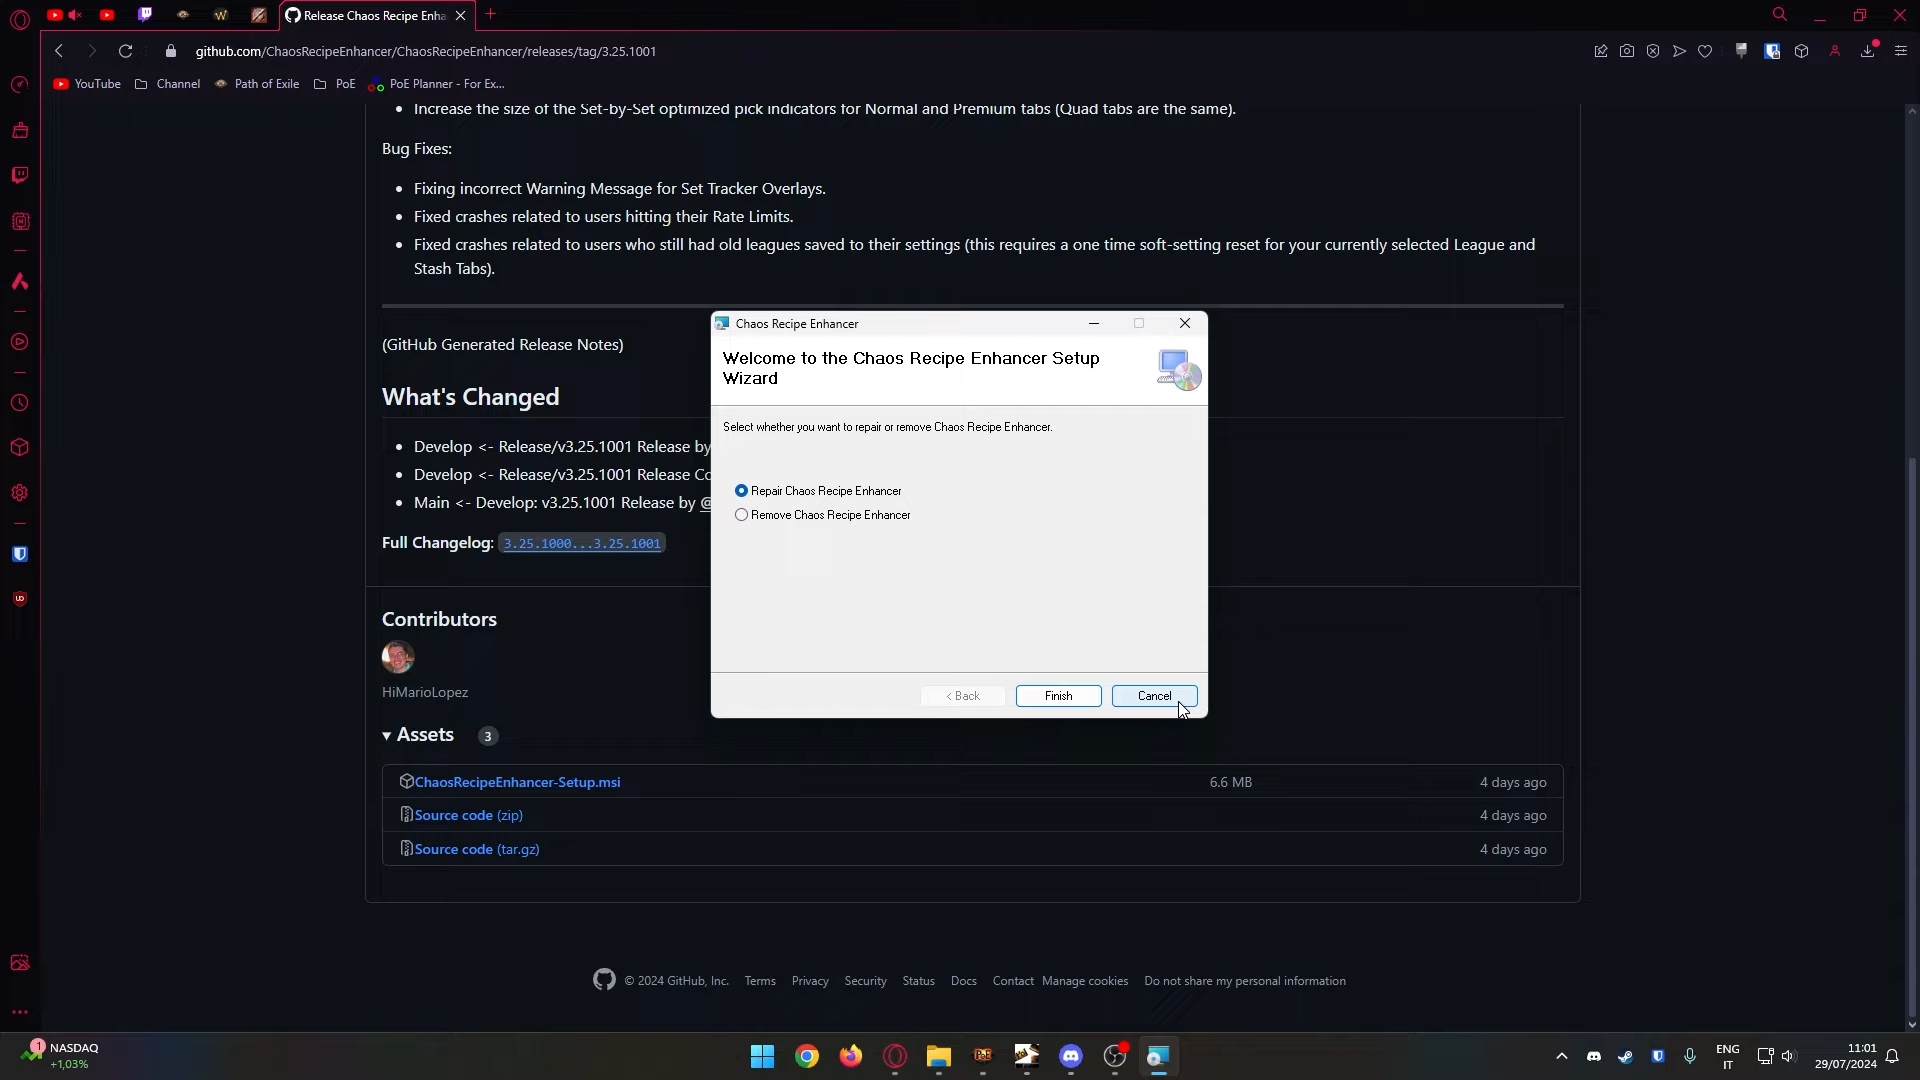 Release Chaos Recipe Enha
github.com/ChaosRecipeEnhancer/ChaosRecipeEnhancer/releases/tag/3.25.1001
YouTube
Channel
Path of Exile
PoE
PoE Planner - For Ex...
Increase the size of the Set-by-Set optimized pick indicators for Normal and Premium tabs (Quad tabs are the same).
Bug Fixes:
Fixing incorrect Warning Message for Set Tracker Overlays.
Fixed crashes related to users hitting their Rate Limits.
Fixed crashes related to users who still had old leagues saved to their settings (this requires a one time soft-setting reset for your currently selected League and
Stash Tabs).
(GitHub Generated Release Notes)
What's Changed
Develop <- Release/v3.25.1001 Release by
Develop <- Release/v3.25.1001 Release Co
Main <- Develop: v3.25.1001 Release by @
Full Changelog: 3.25.1000...3.25.1001
Chaos Recipe Enhancer
Welcome to the Chaos Recipe Enhancer Setup
Wizard
Select whether you want to repair or remove Chaos Recipe Enhancer.
Repair Chaos Recipe Enhancer
Remove Chaos Recipe Enhancer
< Back
Finish
Cancel
Contributors
HiMarioLopez
Assets 3
ChaosRecipeEnhancer-Setup.msi 6.6 MB 4 days ago
Source code (zip) 4 days ago
Source code (tar.gz) 4 days ago
© 2024 GitHub, Inc. Terms Privacy Security Status Docs Contact Manage cookies Do not share my personal information
1
NASDAQ
+1,03%
PoE
ENG
IT
11:01
29/07/2024